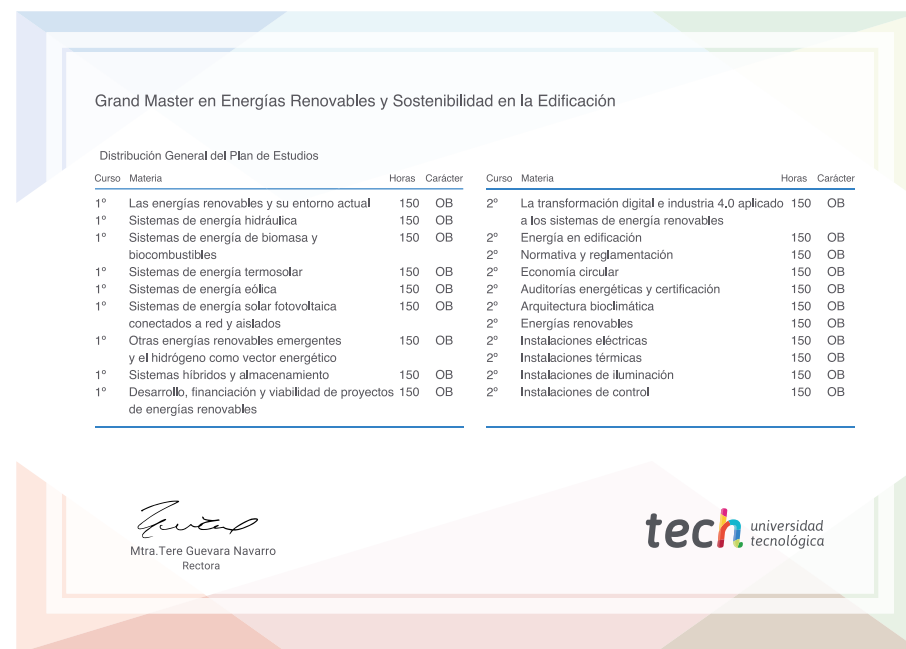 Grand Master en Energías Renovables y Sostenibilidad en la Edificación
Distribución General del Plan de Estudios
Curso Materia Horas Carácter
1º Las energías renovables y su entorno actual 150 OB
1º Sistemas de energía hidráulica 150 OB
1º Sistemas de energía de biomasa y 150 OB
biocombustibles
1º Sistemas de energía termosolar 150 OB
1º Sistemas de energía eólica 150 OB
1º Sistemas de energía solar fotovoltaica 150 OB
conectados a red y aislados
1º Otras energías renovables emergentes 150 OB
y el hidrógeno como vector energético
1º Sistemas híbridos y almacenamiento 150 OB
1º Desarrollo, financiación y viabilidad de proyectos 150 OB
de energías renovables
Curso Materia Horas Carácter
2º La transformación digital e industria 4.0 aplicado 150 OB
a los sistemas de energía renovables
2º Energía en edificación 150 OB
2º Normativa y reglamentación 150 OB
2º Economía circular 150 OB
2º Auditorías energéticas y certificación 150 OB
2º Arquitectura bioclimática 150 OB
2º Energías renovables 150 OB
2º Instalaciones eléctricas 150 OB
2º Instalaciones térmicas 150 OB
2º Instalaciones de iluminación 150 OB
2º Instalaciones de control 150 OB
Mtra.Tere Guevara Navarro
Rectora
tech universidad
tecnológica